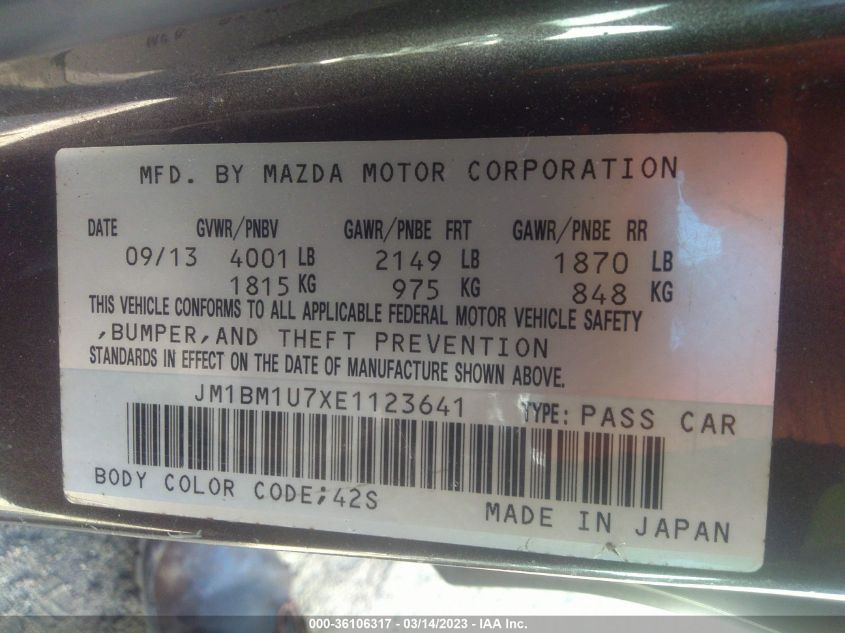 MFD. BY MAZDA MOTOR CORPORATION
DATE GVWR/PNBV GAWR/PNBE FRT GAWR/PNBE RR
09/13 4001 LB 2149 LB 1870 LB
1815 KG 975 KG 848 KG
THIS VEHICLE CONFORMS TO ALL APPLICABLE FEDERAL MOTOR VEHICLE SAFETY
,BUMPER,AND THEFT PREVENTION
STANDARDS IN EFFECT ON THE DATE OF MANUFACTURE SHOWN ABOVE.
JM1BM1U7XE1123641 TYPE: PASS CAR
BODY COLOR CODE;42S
MADE IN JAPAN
000-36106317 - 03/14/2023 - IAA Inc.